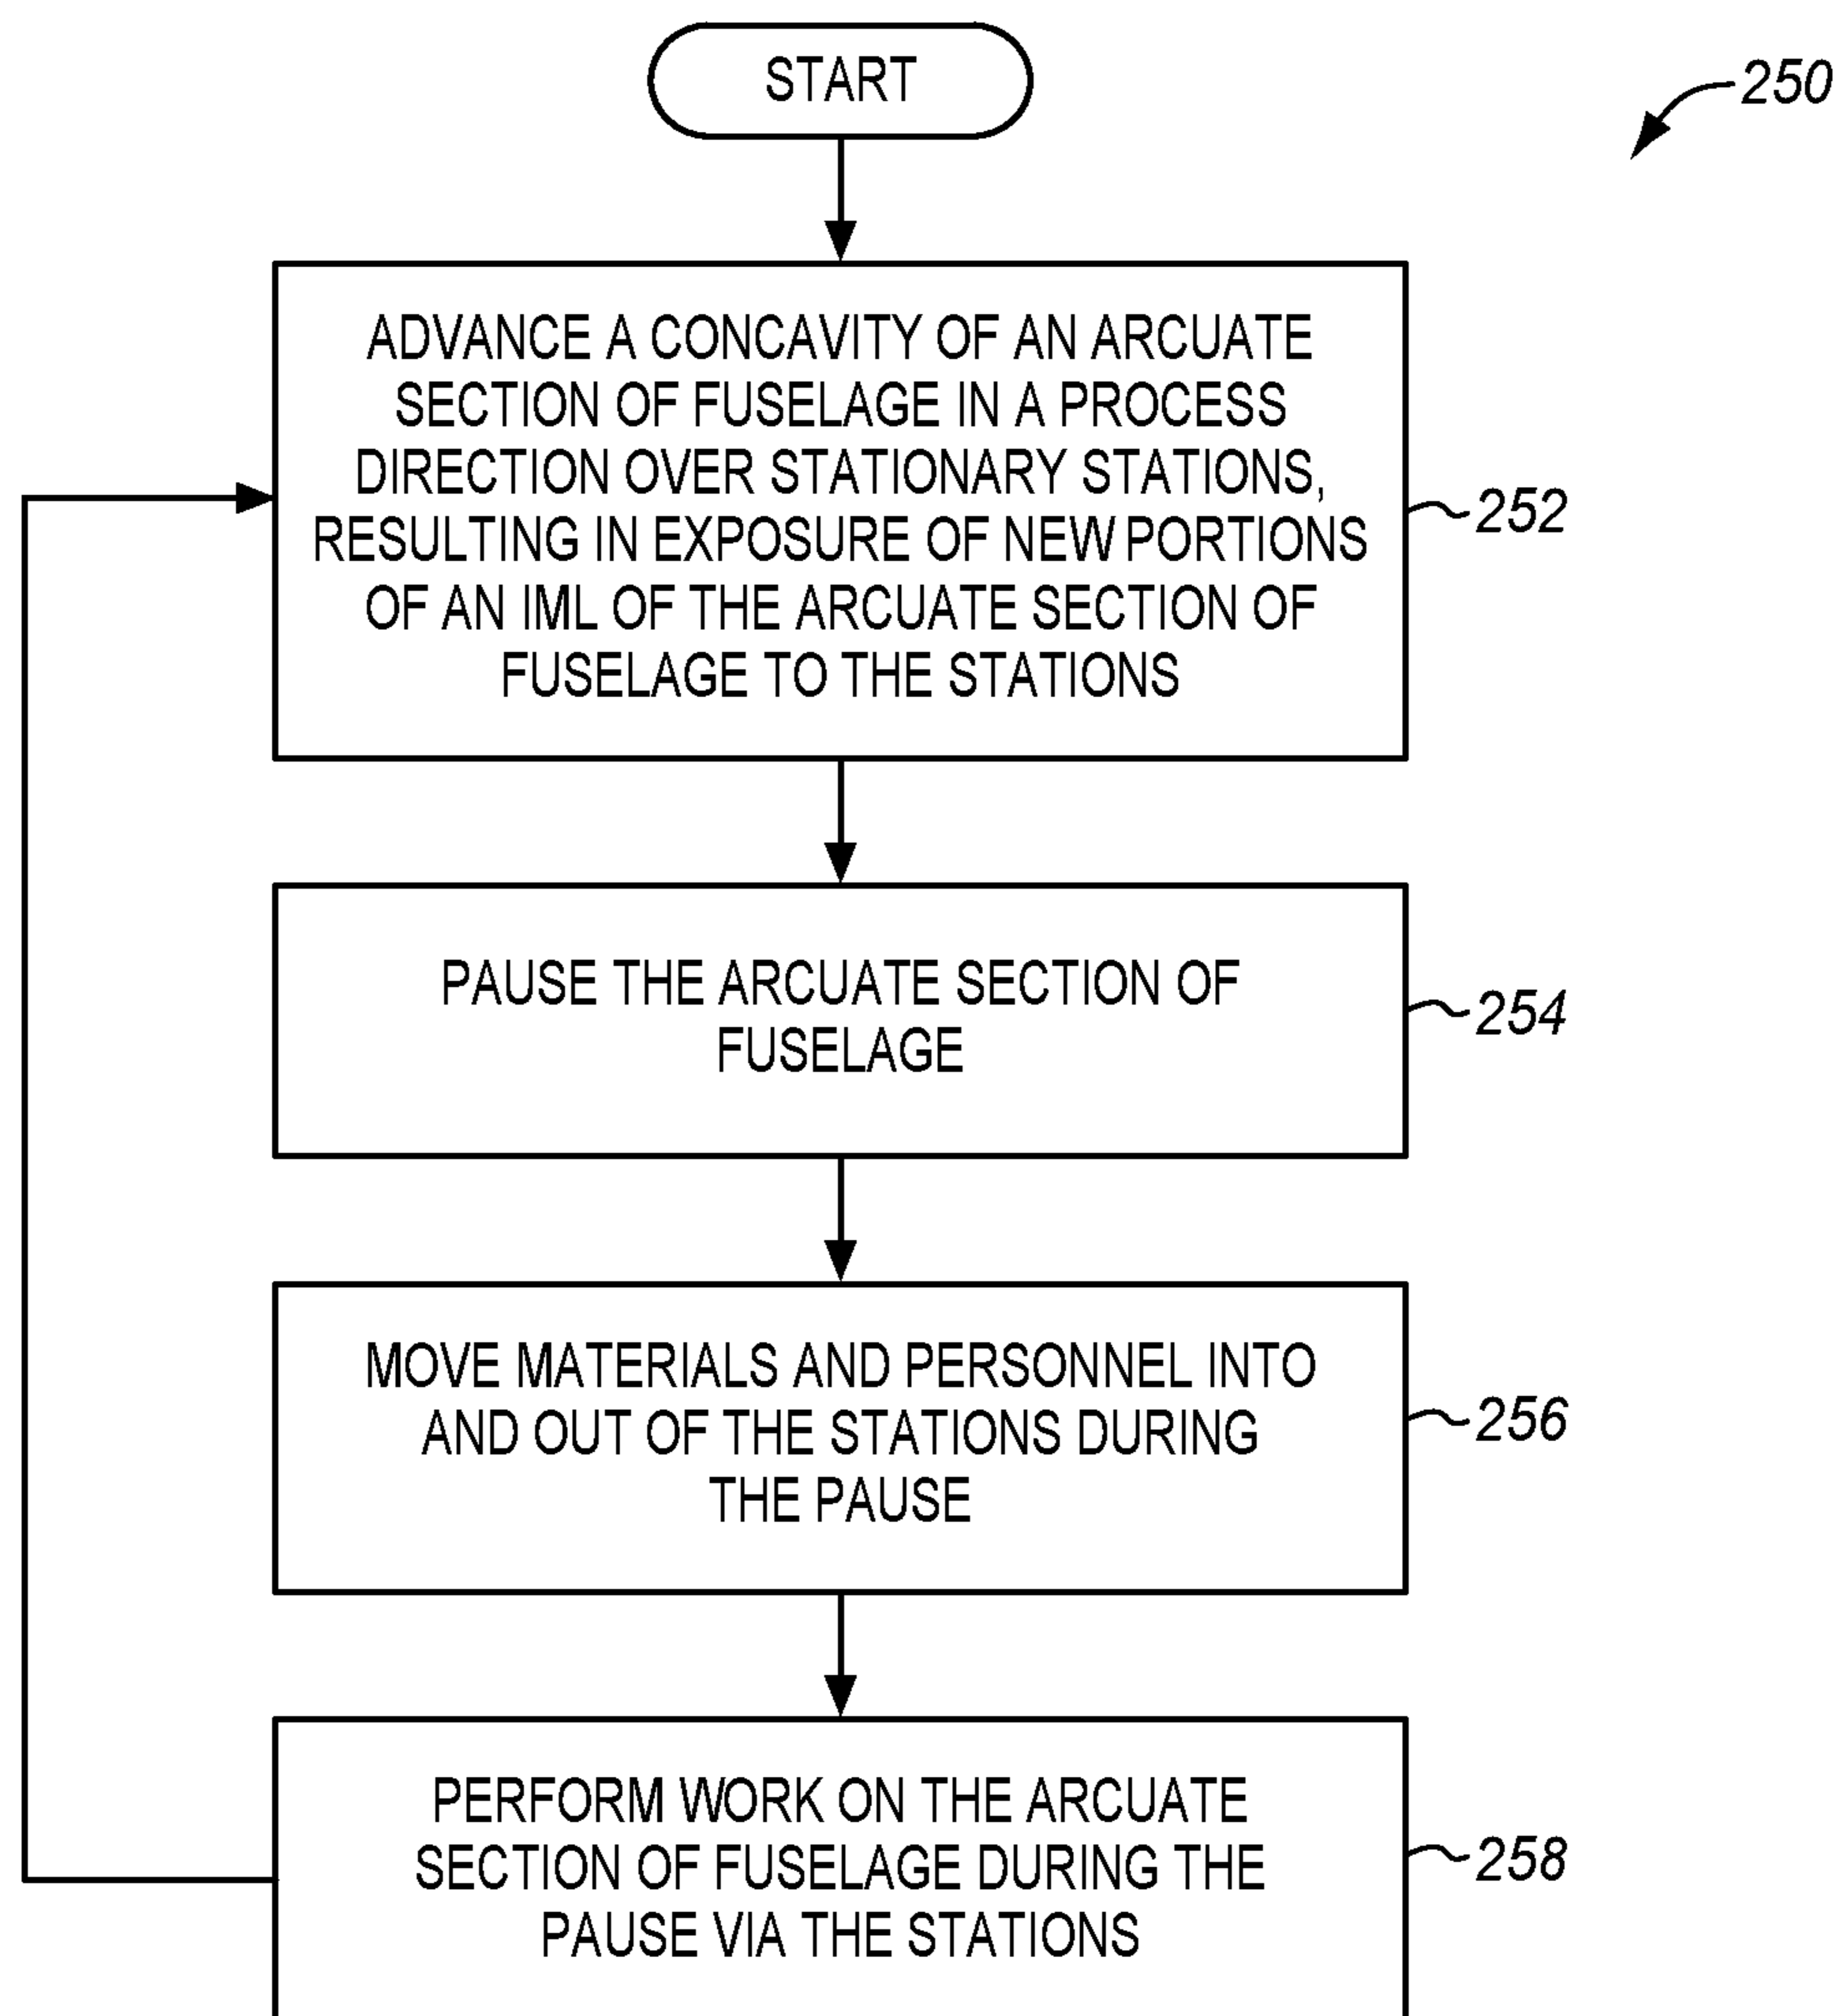 START
250
ADVANCE A CONCAVITY OF AN ARCUATE
SECTION OF FUSELAGE IN A PROCESS
DIRECTION OVER STATIONARY STATIONS,
RESULTING IN EXPOSURE OF NEW PORTIONS
OF AN IML OF THE ARCUATE SECTION OF
FUSELAGE TO THE STATIONS
252
PAUSE THE ARCUATE SECTION OF
FUSELAGE
254
MOVE MATERIALS AND PERSONNEL INTO
AND OUT OF THE STATIONS DURING
THE PAUSE
256
PERFORM WORK ON THE ARCUATE
SECTION OF FUSELAGE DURING THE
PAUSE VIA THE STATIONS
258